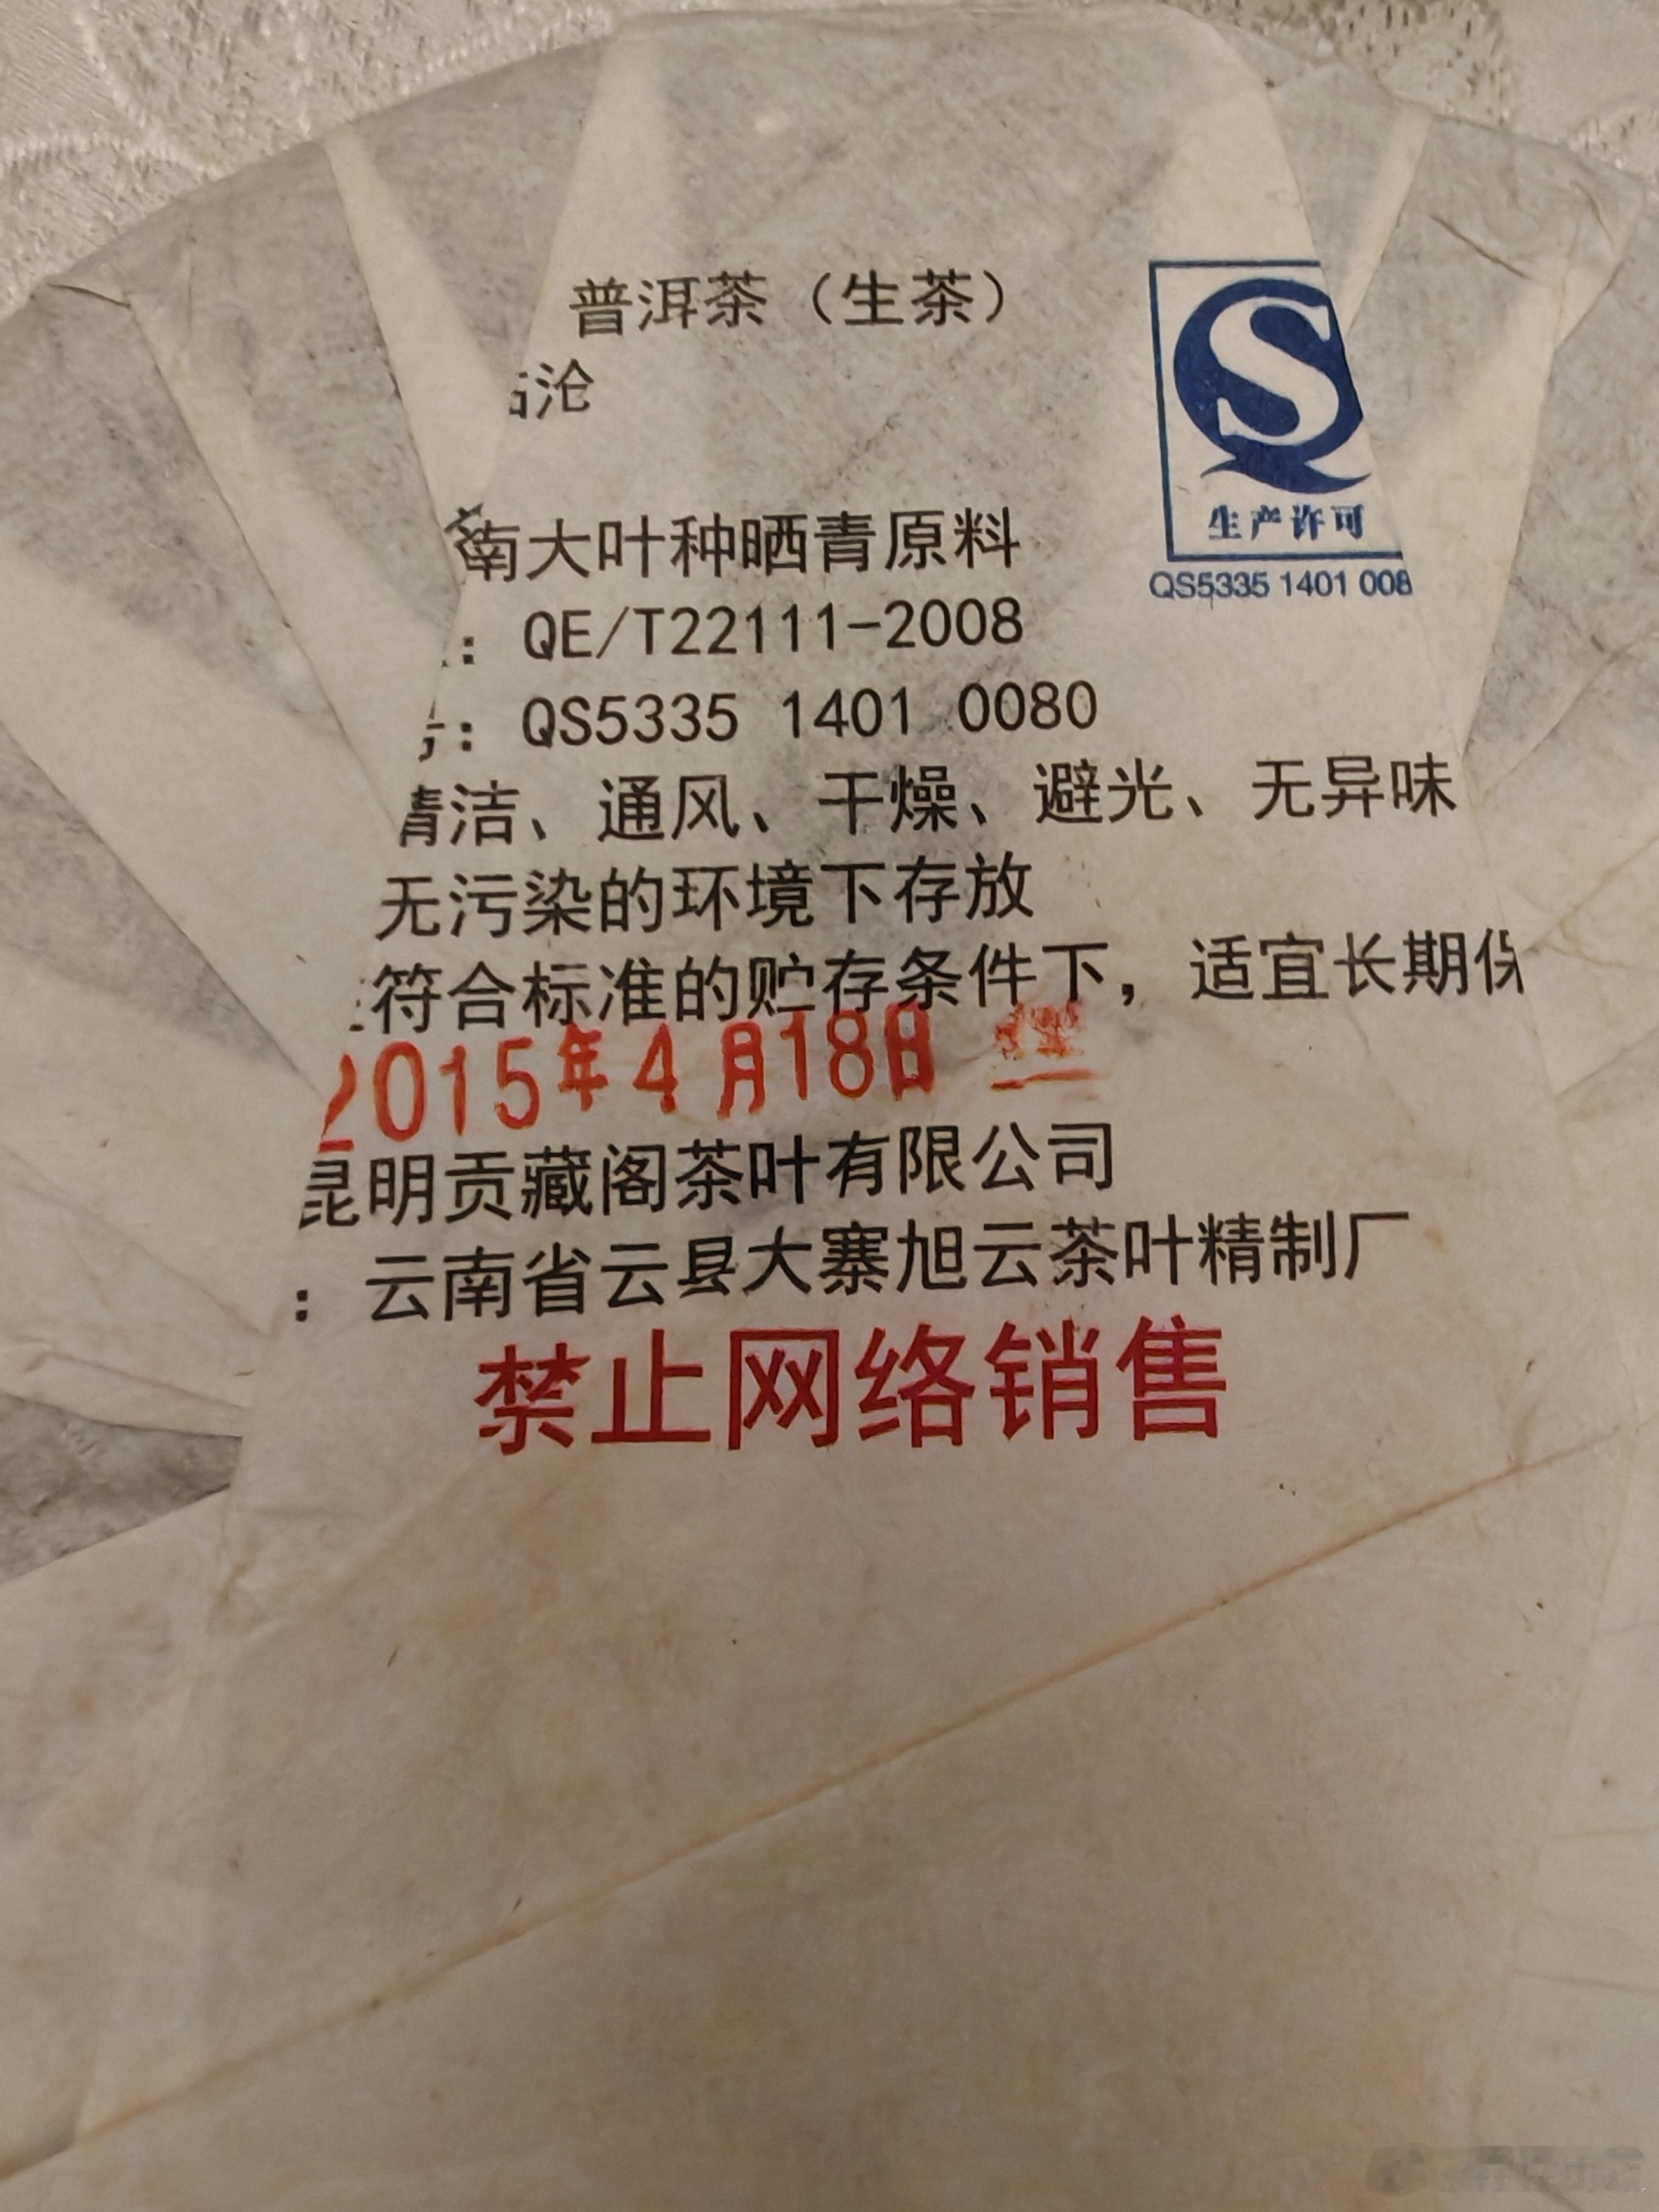 普洱茶（生茶）
沧
生产许可
QS5335 1401 008
南大叶种晒青原料
：QE/T22111-2008
：QS5335 1401 0080
清洁、通风、干燥、避光、无异味
无污染的环境下存放
符合标准的贮存条件下，适宜长期保
2015年4月18日
昆明贡藏阁茶叶有限公司
：云南省云县大寨旭云茶叶精制厂
禁止网络销售